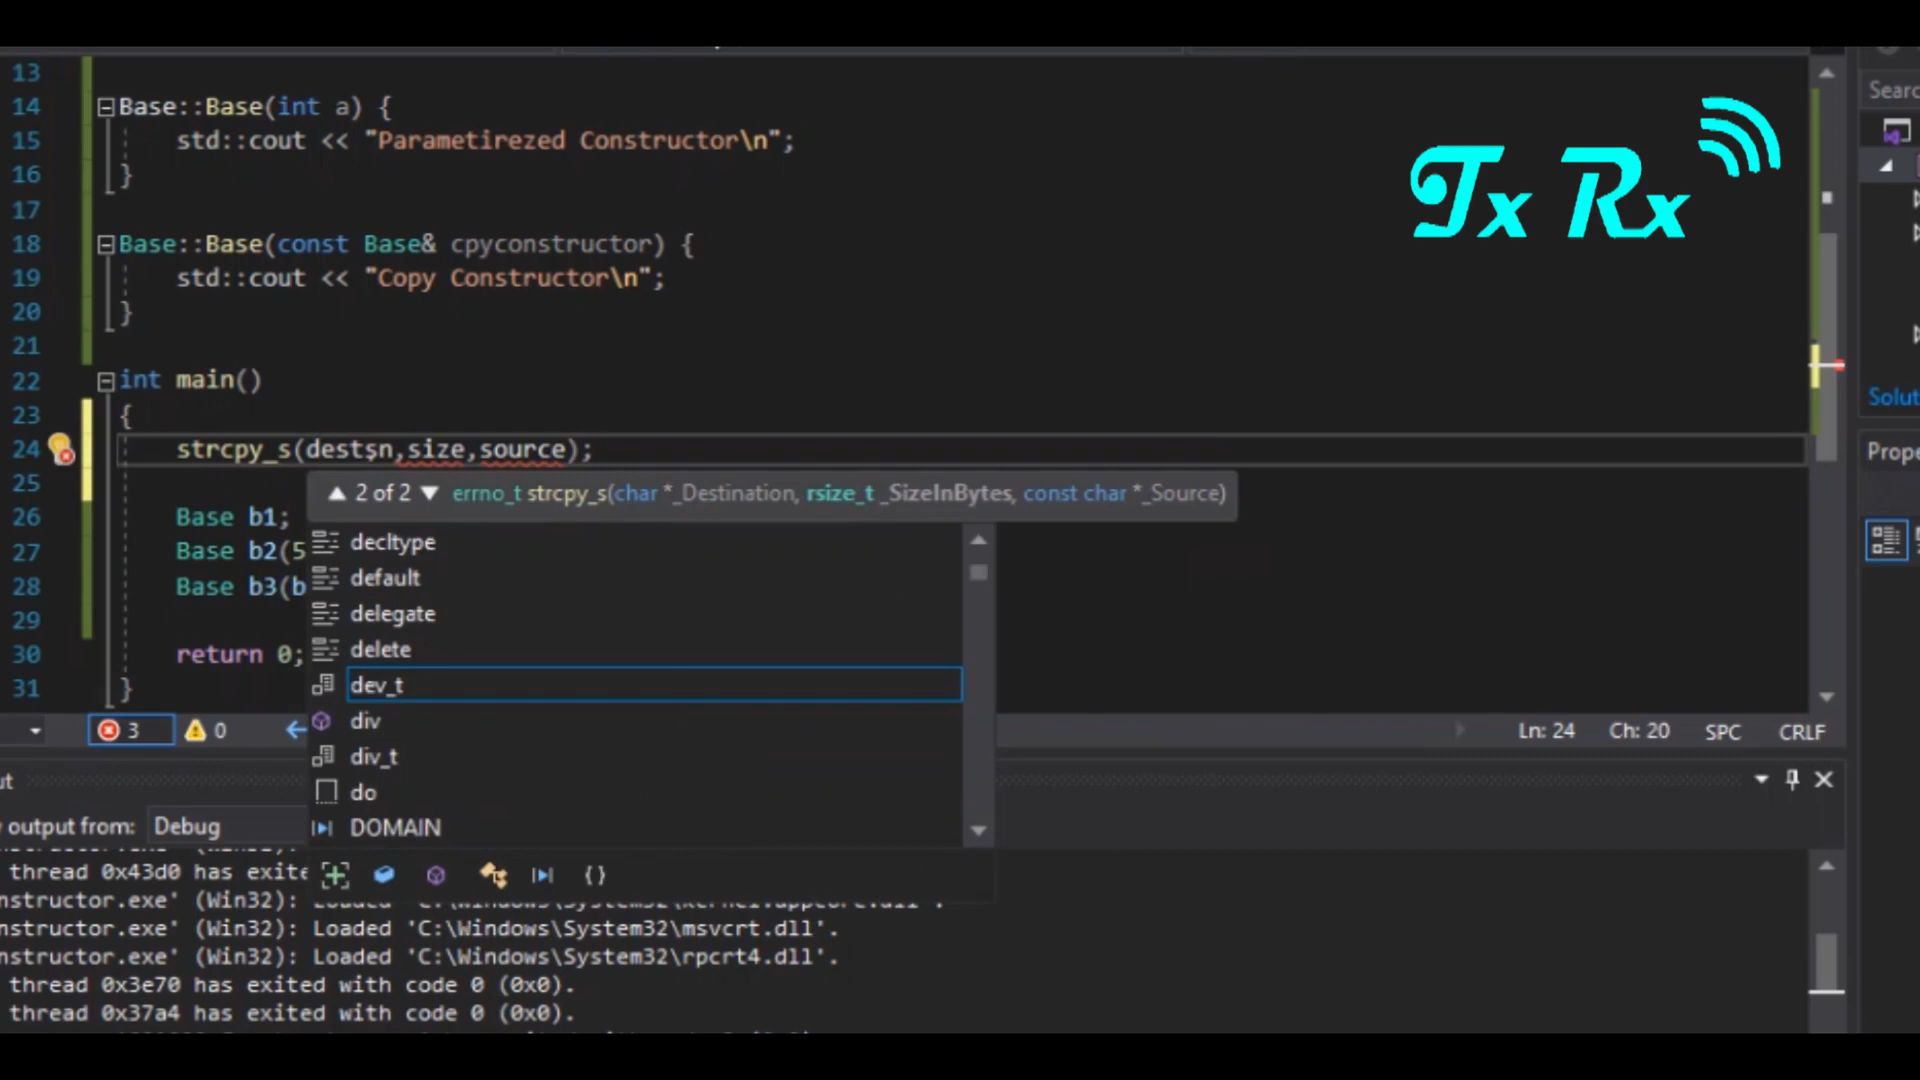 13
14 Base::Base(int a) {
15 std::cout << "Parametirezed Constructor\n";
16 }
17
18 Base::Base(const Base& cpyconstructor) {
19 std::cout << "Copy Constructor\n";
20 }
21
22 int main()
23 {
24 strcpy_s(destsn,size,source);
25
26 Base b1;
27 Base b2(5
28 Base b3(b
29
30 return 0;
31 }
Tx Rx
Searc
Solut
Prope
▲ 2 of 2 ▼ errno_t strcpy_s(char *_Destination, rsize_t _SizeInBytes, const char *_Source)
decltype
default
delegate
delete
dev_t
div
div_t
do
DOMAIN
3 0
Ln: 24 Ch: 20 SPC CRLF
ut
output from: Debug
thread 0x43d0 has exite
nstructor.exe' (Win32): Loaded
nstructor.exe' (Win32): Loaded 'C:\Windows\System32\msvcrt.dll'.
nstructor.exe' (Win32): Loaded 'C:\Windows\System32\rpcrt4.dll'.
thread 0x3e70 has exited with code 0 (0x0).
thread 0x37a4 has exited with code 0 (0x0).